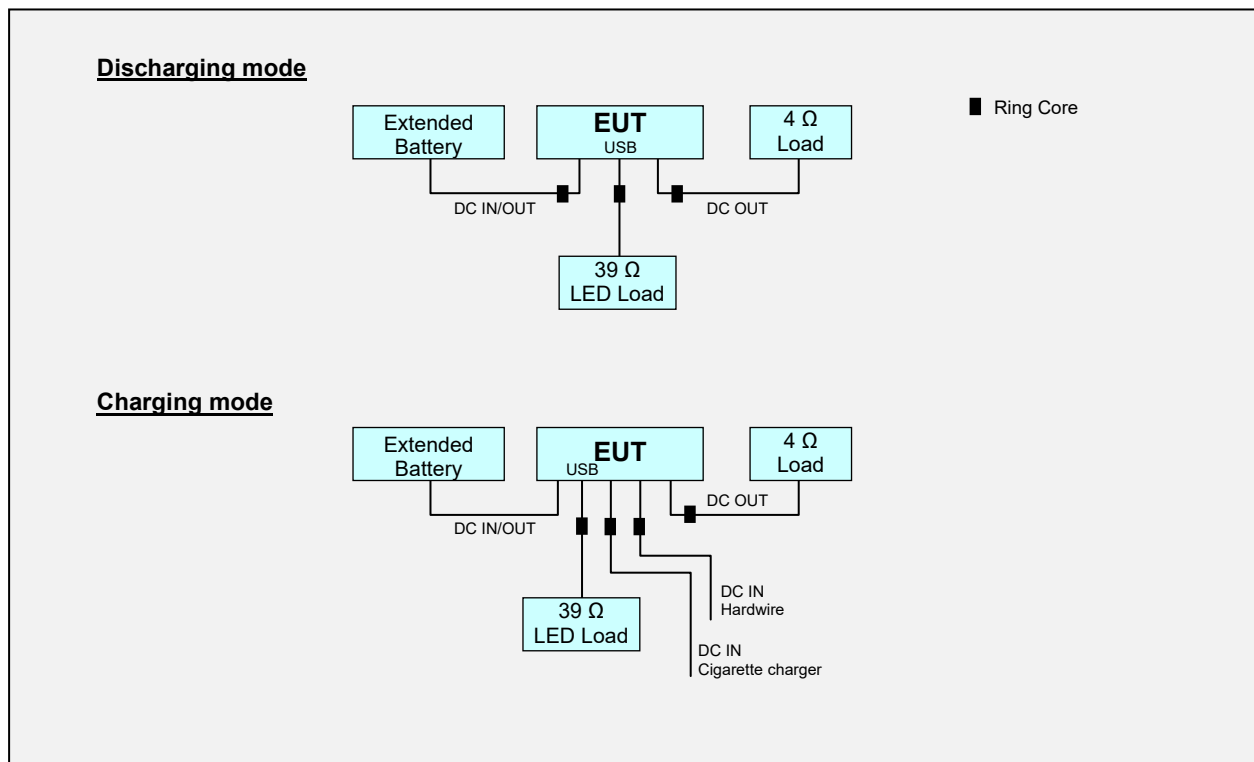 Discharging mode
Extended
Battery
EUT
USB
4 Ω
Load
Ring Core
DC IN/OUT
DC OUT
39 Ω
LED Load
Charging mode
Extended
Battery
EUT
USB
4 Ω
Load
DC IN/OUT
DC OUT
39 Ω
LED Load
DC IN
Hardwire
DC IN
Cigarette charger